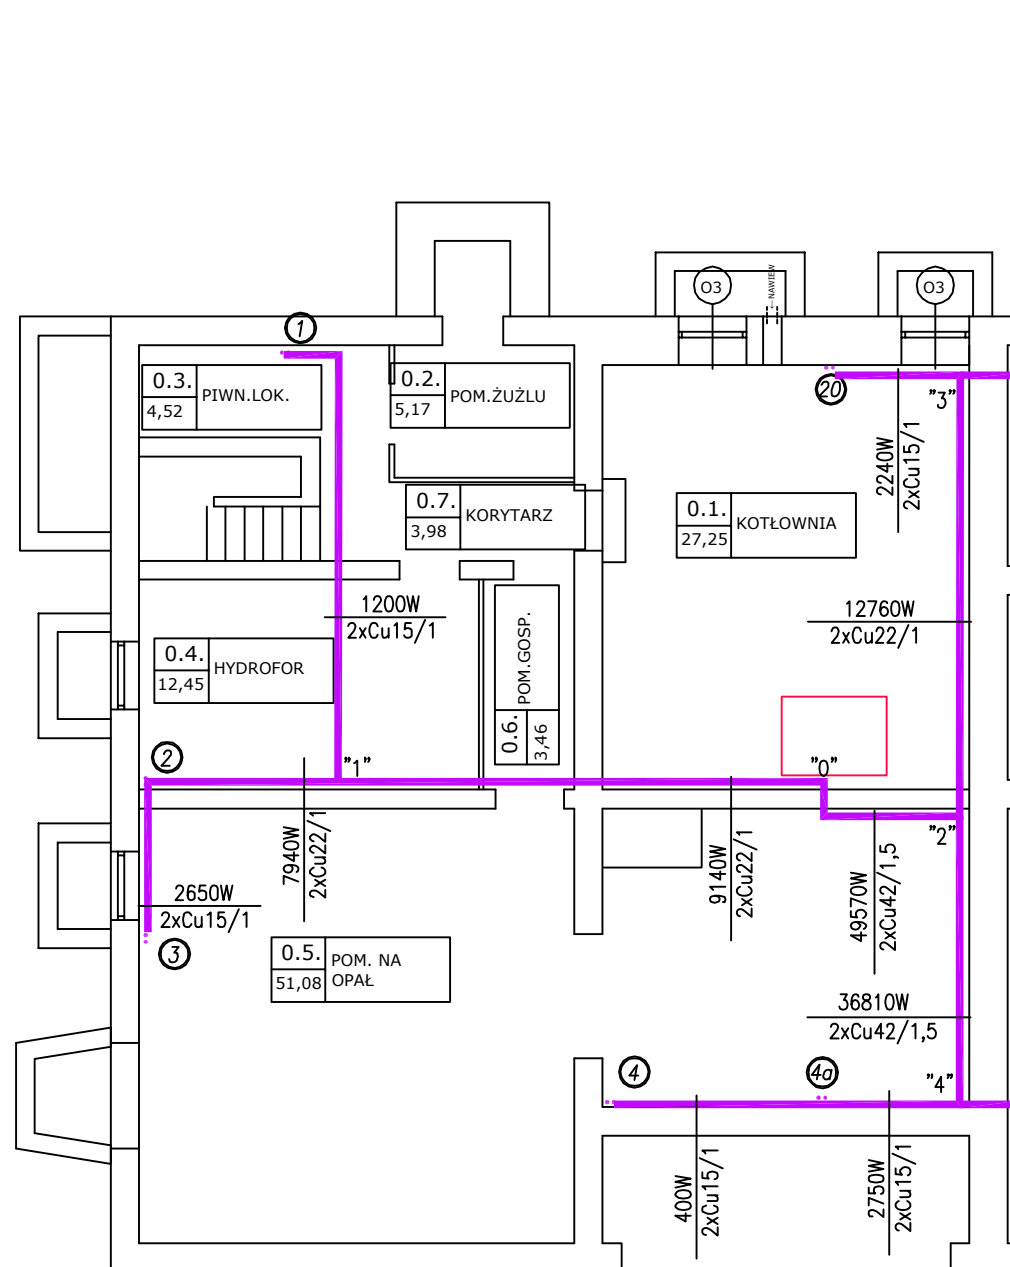 NAWIEW
O3
O3
1
0.3.
4,52
PIWN.LOK.
0.2.
5,17
POM.ŻUŻLU
20
"3"
2240W
2xCu15/1
0.7.
3,98
KORYTARZ
0.1.
27,25
KOTŁOWNIA
1200W
2xCu15/1
12760W
2xCu22/1
0.4.
12,45
HYDROFOR
0.6.
3,46
POM.GOSP.
2
"1"
"0"
"2"
7940W
2xCu22/1
9140W
2xCu22/1
49570W
2xCu42/1,5
2650W
2xCu15/1
3
0.5.
51,08
POM. NA
OPAŁ
36810W
2xCu42/1,5
4
4a
"4"
400W
2xCu15/1
2750W
2xCu15/1